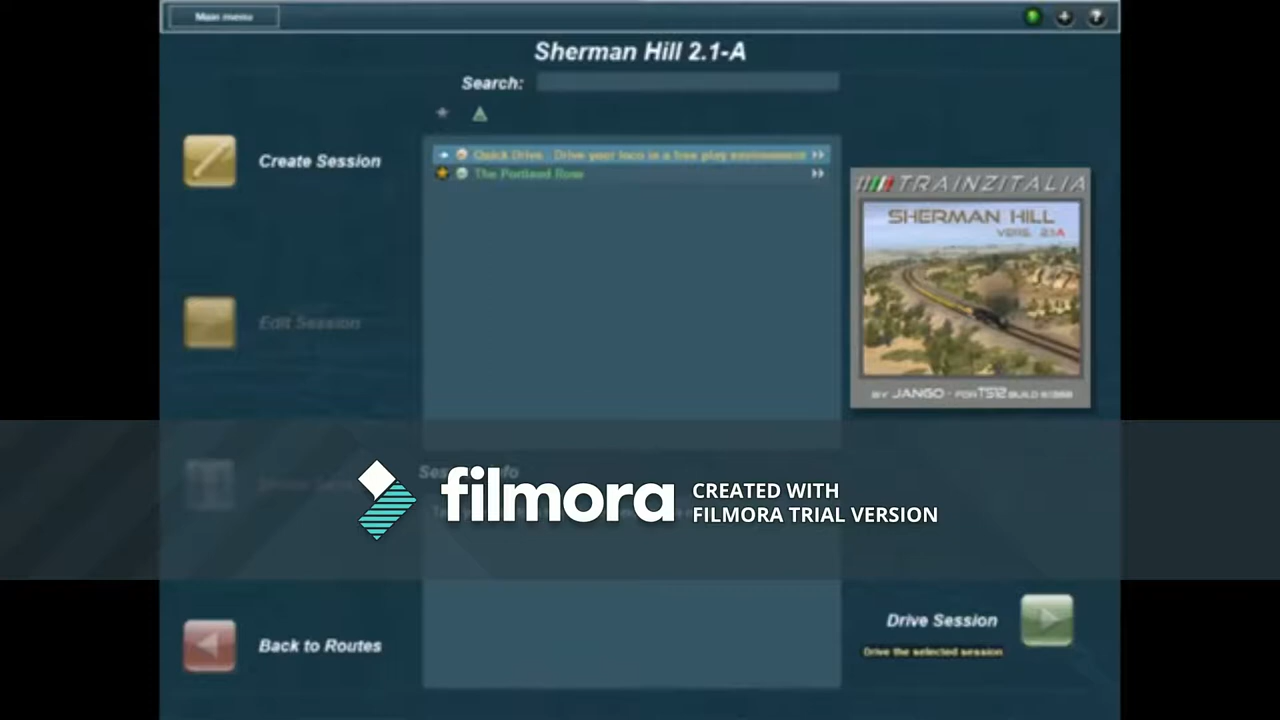 Main menu
Sherman Hill 2.1-A
Search:
Create Session
Quick Drive Drive your loco in a free play environment
The Portland Rose
TRAINZITALIA
SHERMAN HILL
VERS. 2.1A
BY JANGO - FOR TS12 BUILD
Edit Session
filmora
CREATED WITH
FILMORA TRIAL VERSION
Back to Routes
Drive Session
Drive the selected session